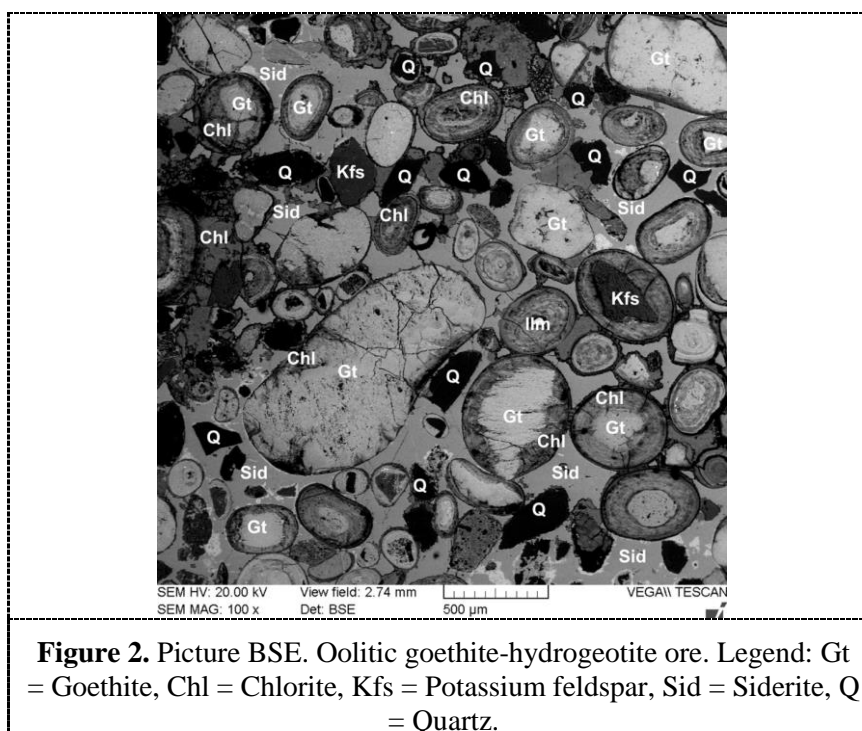 Gt
Q
Q
Sid
Chl
Q
Gt
Gt
Chl
Gt
Gt
Q
Q
Kfs
Q
Q
Q
Sid
Sid
Chl
Gt
Chl
Kfs
Ilm
Chl
Gt
Q
Chl
Gt
Gt
Q
Chl
Sid
Sid
Q
Q
Gt
Sid
SEM HV: 20.00 kV View field: 2.74 mm VEGA\\ TESCAN
SEM MAG: 100 x Det: BSE 500 µm
Figure 2. Picture BSE. Oolitic goethite-hydrogeotite ore. Legend: Gt
= Goethite, Chl = Chlorite, Kfs = Potassium feldspar, Sid = Siderite, Q
= Quartz.